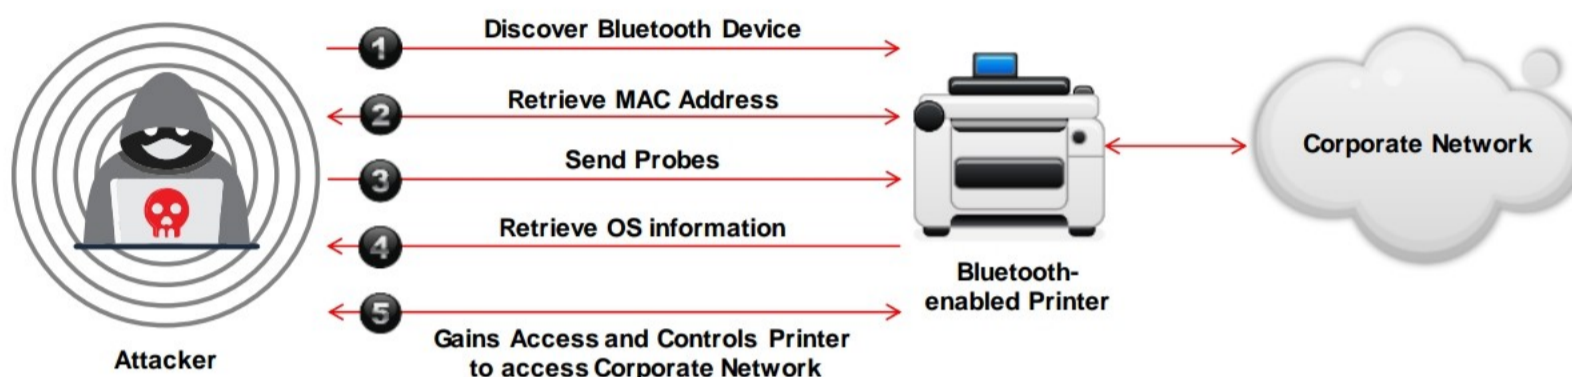 1
Discover Bluetooth Device
2
Retrieve MAC Address
3
Send Probes
4
Retrieve OS information
5
Gains Access and Controls Printer
to access Corporate Network
Attacker
Bluetooth-
enabled Printer
Corporate Network